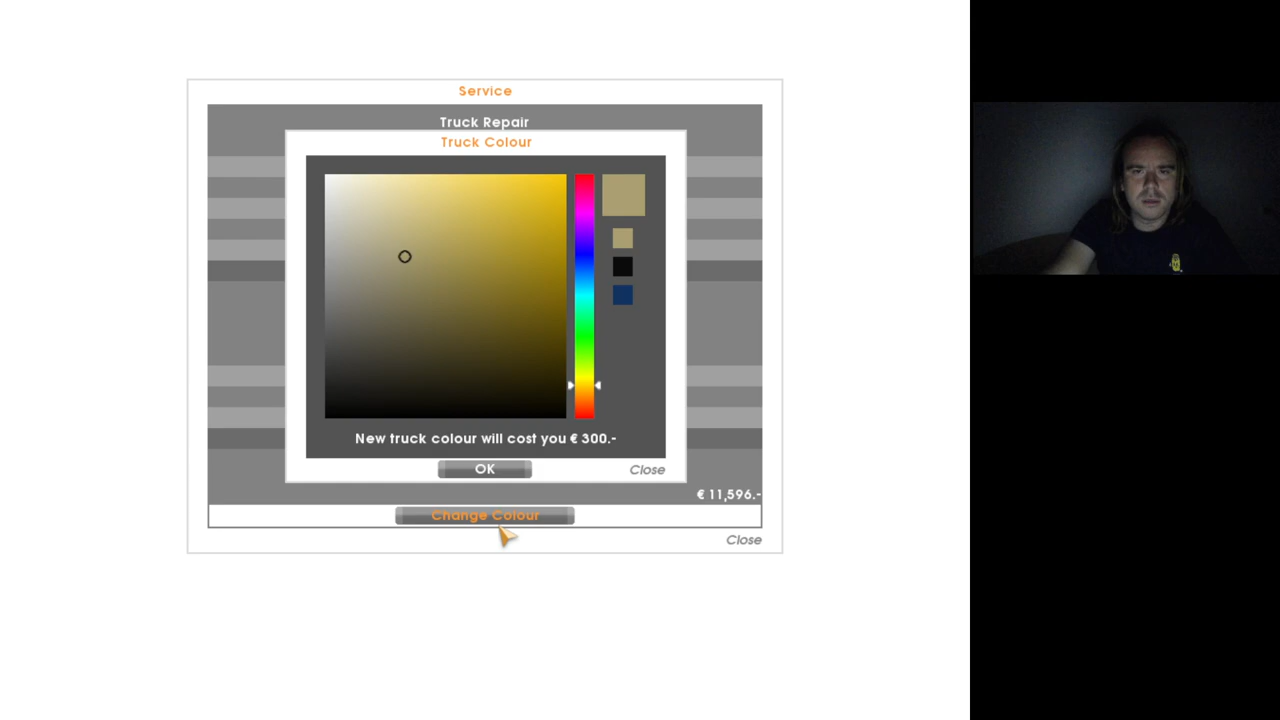 Service
Truck Repair
Truck Colour
New truck colour will cost you € 300.-
OK
Close
€ 11,596.-
Change Colour
Close